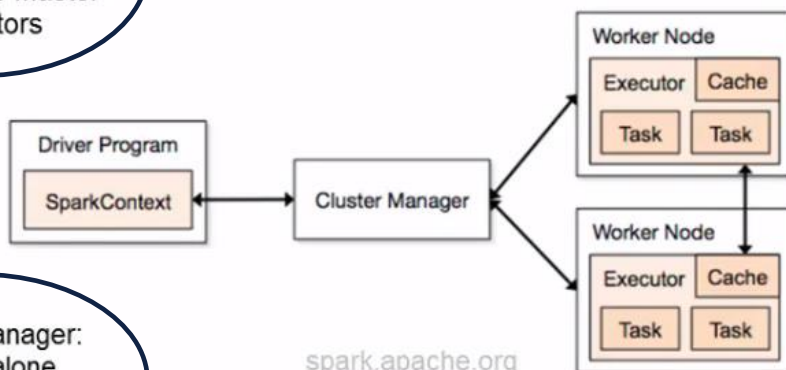 tors
Driver Program
SparkContext
Cluster Manager
Worker Node
Executor
Cache
Task
Task
Worker Node
Executor
Cache
Task
Task
anager:
alone
spark.apache.org